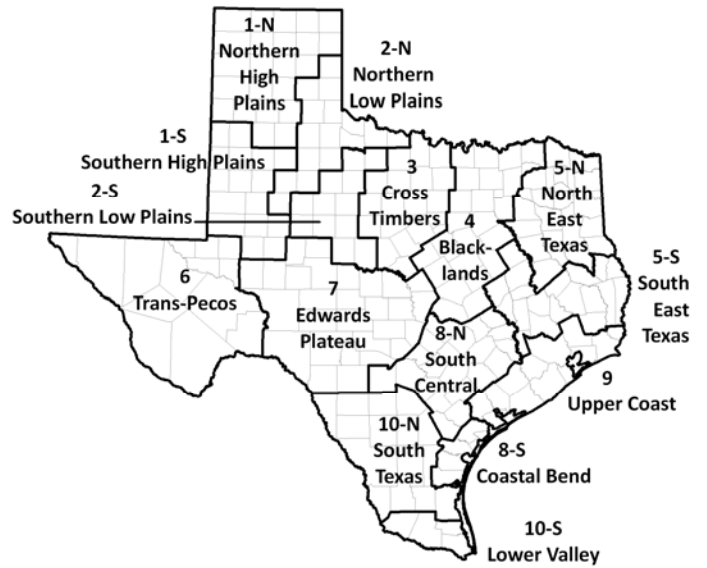 1-N
Northern
High
Plains
2-N
Northern
Low Plains
1-S
Southern High Plains
2-S
Southern Low Plains
3
Cross
Timbers
4
Black-
lands
5-N
North
East
Texas
5-S
South
East
Texas
6
Trans-Pecos
7
Edwards
Plateau
8-N
South
Central
9
Upper Coast
10-N
South
Texas
8-S
Coastal Bend
10-S
Lower Valley